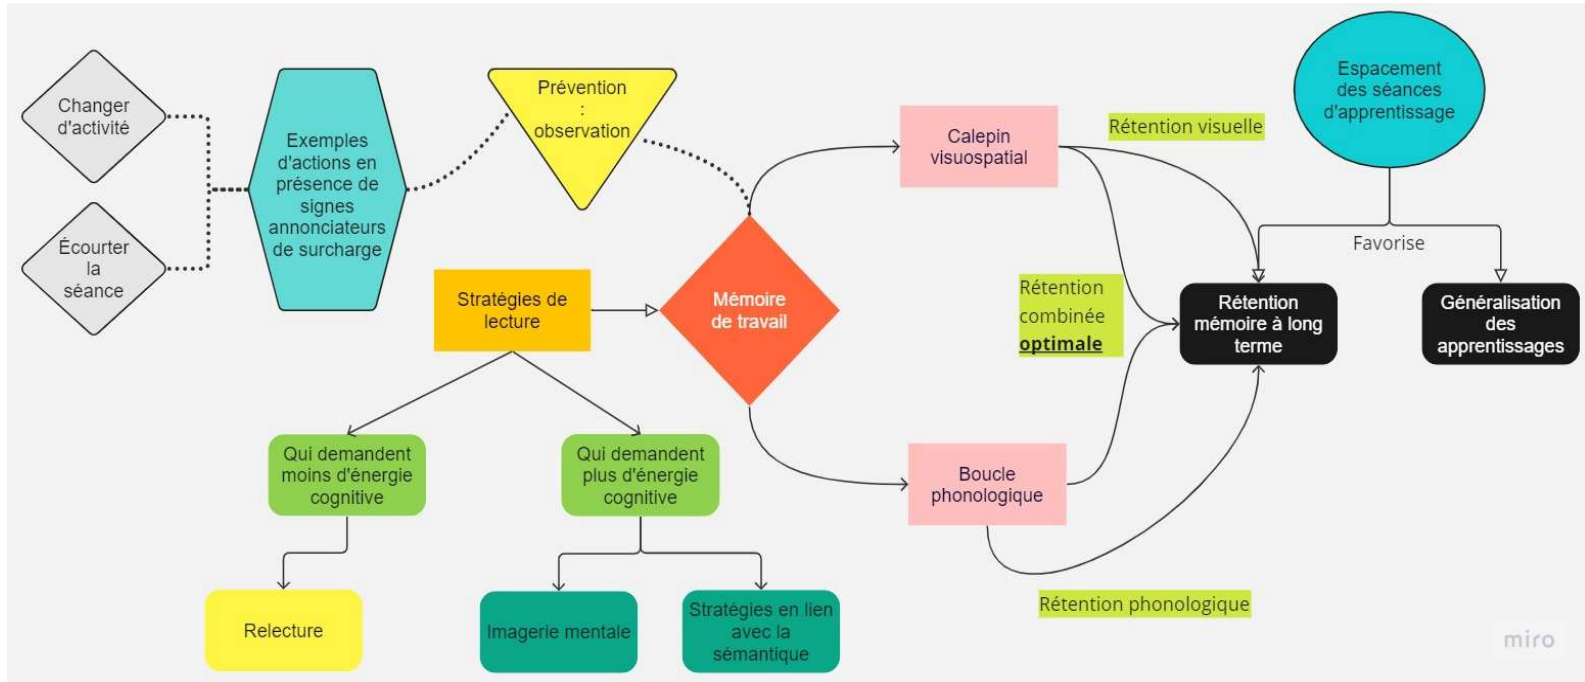 Changer
d'activité
Écourter
la
séance
Exemples
d'actions en
présence de
signes
annonciateurs
de surcharge
Prévention
:
observation
Stratégies de
lecture
Mémoire
de travail
Qui demandent
moins d'énergie
cognitive
Qui demandent
plus d'énergie
cognitive
Relecture
Imagerie mentale
Stratégies en lien
avec la
sémantique
Calepin
visuospatial
Boucle
phonologique
Rétention visuelle
Rétention
combinée
optimale
Rétention phonologique
Espacement
des séances
d'apprentissage
Favorise
Rétention
mémoire à long
terme
Généralisation
des
apprentissages
miro